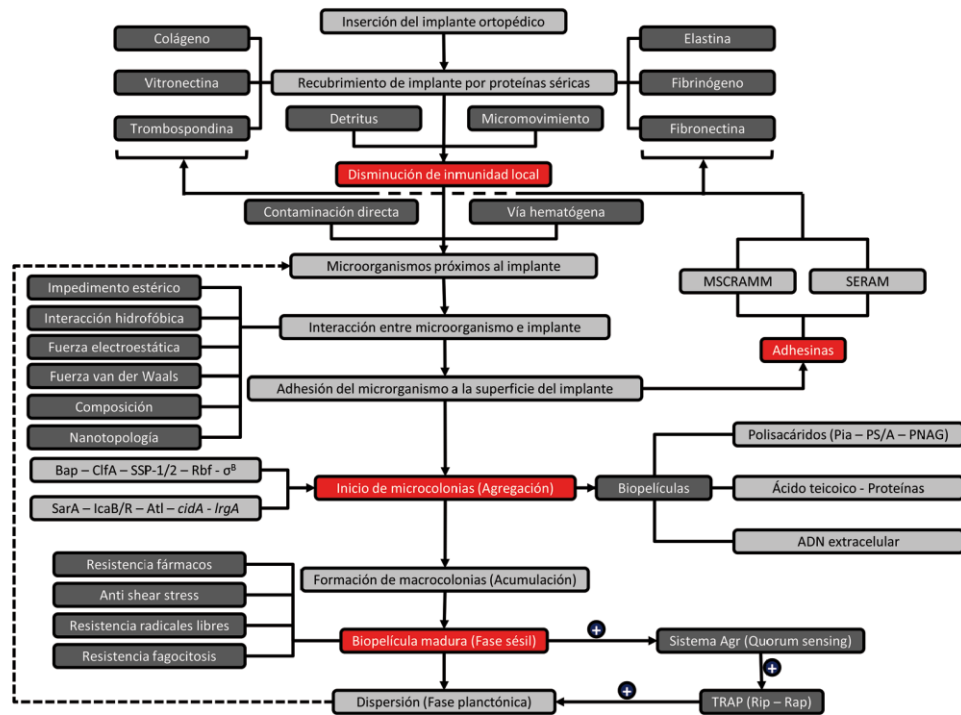 Inserción del implante ortopédico
Colágeno
Elastina
Vitronectina
Recubrimiento de implante por proteínas séricas
Fibrinógeno
Trombospondina
Detritus
Micromovimiento
Fibronectina
Disminución de inmunidad local
Contaminación directa
Vía hematógena
Microorganismos próximos al implante
MSCRAMM
SERAM
Impedimento estérico
Interacción hidrofóbica
Interacción entre microorganismo e implante
Fuerza electroestática
Adhesinas
Fuerza van der Waals
Adhesión del microrganismo a la superficie del implante
Composición
Nanotopología
Polisacáridos (Pia – PS/A – PNAG)
Bap – ClfA – SSP-1/2 – Rbf - σᴮ
Inicio de microcolonias (Agregación)
Biopelículas
Ácido teicoico - Proteínas
SarA – IcaB/R – Atl – cidA - lrgA
ADN extracelular
Resistencia fármacos
Formación de macrocolonias (Acumulación)
Anti shear stress
Resistencia radicales libres
Biopelícula madura (Fase sésil)
+
Sistema Agr (Quorum sensing)
Resistencia fagocitosis
+
Dispersión (Fase planctónica)
+
TRAP (Rip – Rap)